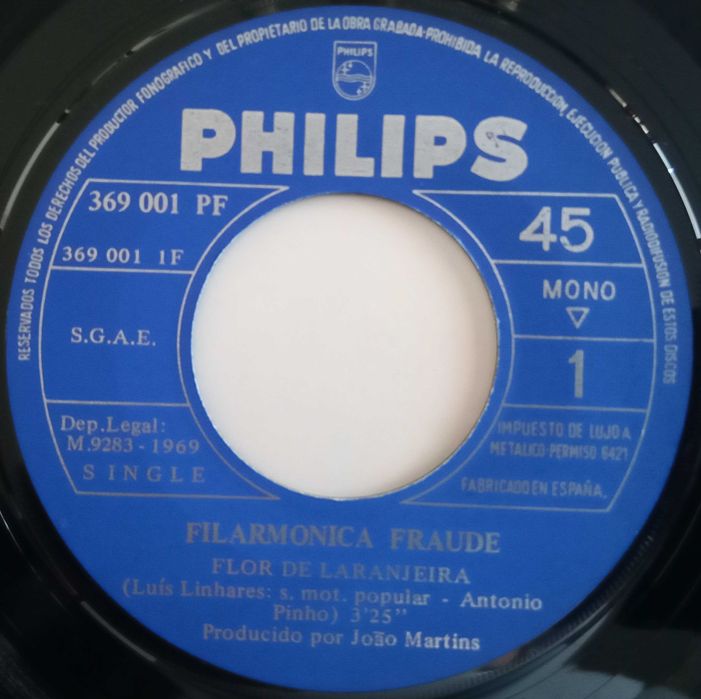 RESERVADOS TODOS LOS DERECHOS DEL PRODUCTOR FONOGRAFICO Y DEL PROPIETARIO DE LA OBRA GRABADA-PROHIBIDA LA REPRODUCCION, EJECUCION PUBLICA Y RADIODIFUSION DE ESTOS DISCOS
PHILIPS
PHILIPS
369 001 PF
369 001 1F
S.G.A.E.
Dep.Legal:
M.9283 - 1969
SINGLE
45
MONO
1
IMPUESTO DE LUJO A
METALICO-PERMISO 6421
FABRICADO EN ESPAÑA.
FILARMONICA FRAUDE
FLOR DE LARANJEIRA
(Luís Linhares: s. mot. popular - Antonio
Pinho) 3'25"
Producido por João Martins